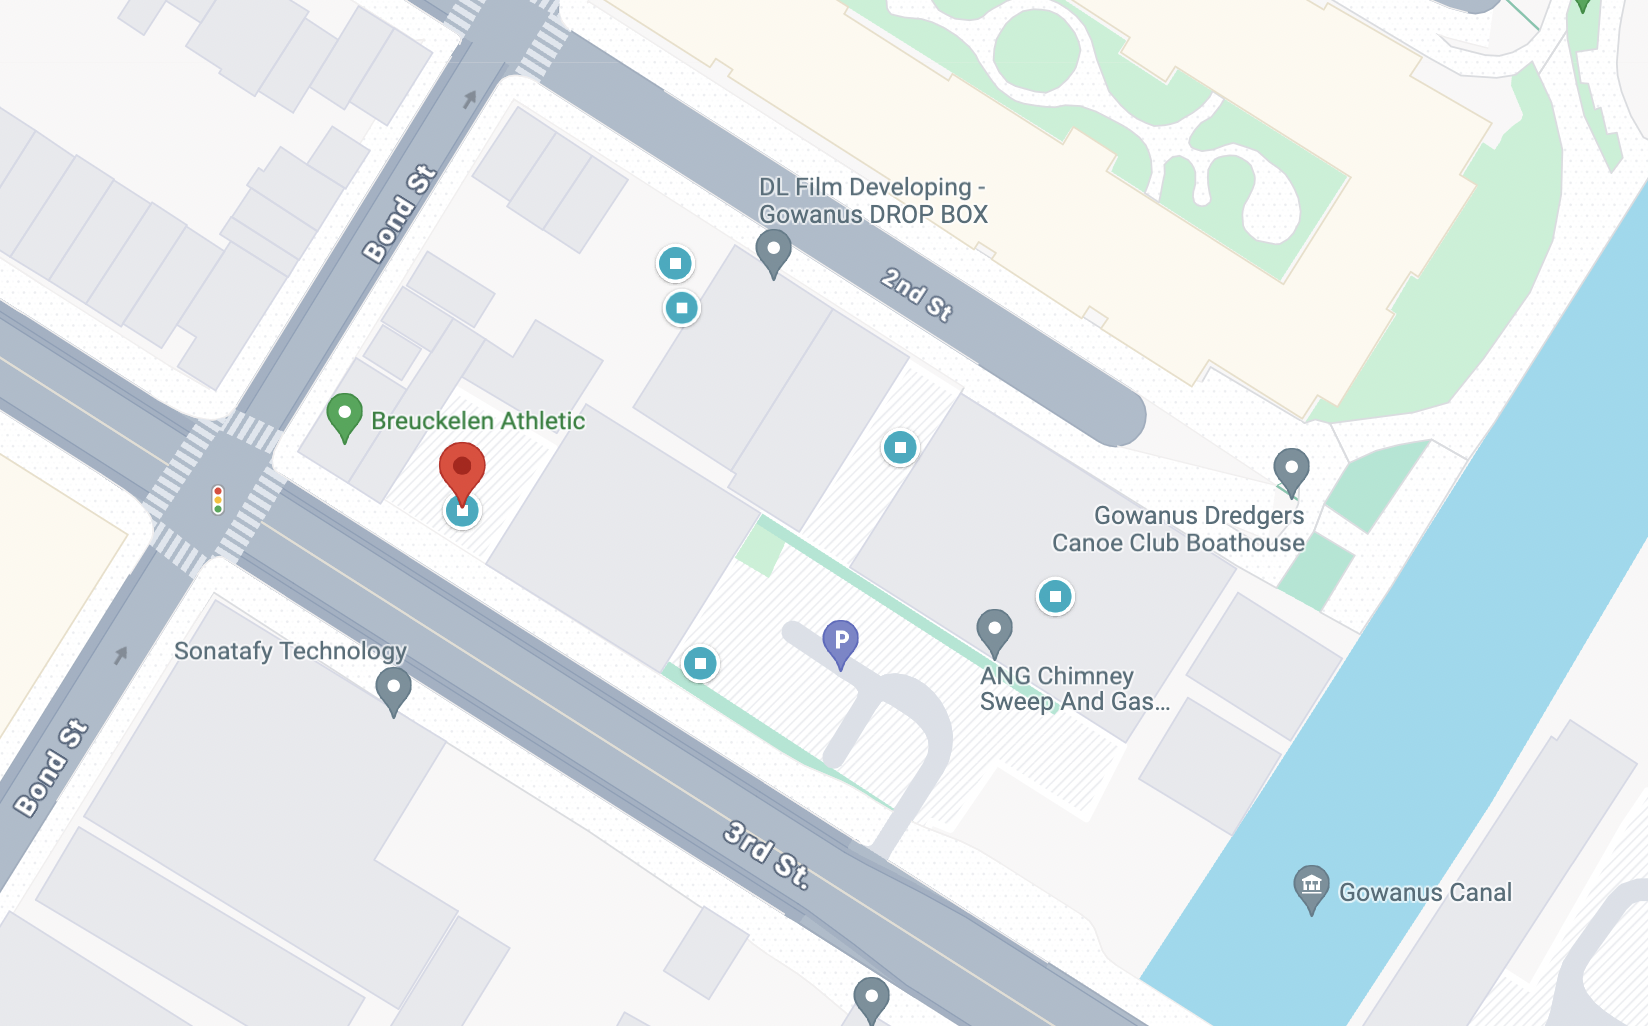 Bond St
DL Film Developing -
Gowanus DROP BOX
2nd St
Breuckelen Athletic
Gowanus Dredgers
Canoe Club Boathouse
P
Sonatafy Technology
ANG Chimney
Sweep And Gas...
Bond St
3rd St.
Gowanus Canal